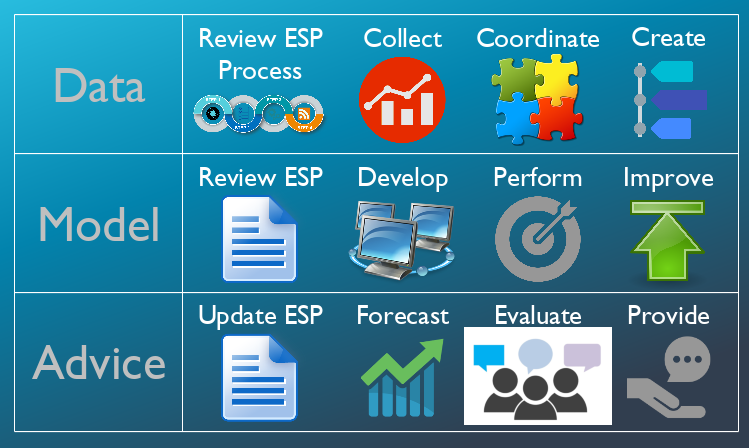 Data
Review ESP
Process
Collect
Coordinate
Create
Model
Review ESP
Develop
Perform
Improve
Advice
Update ESP
Forecast
Evaluate
Provide